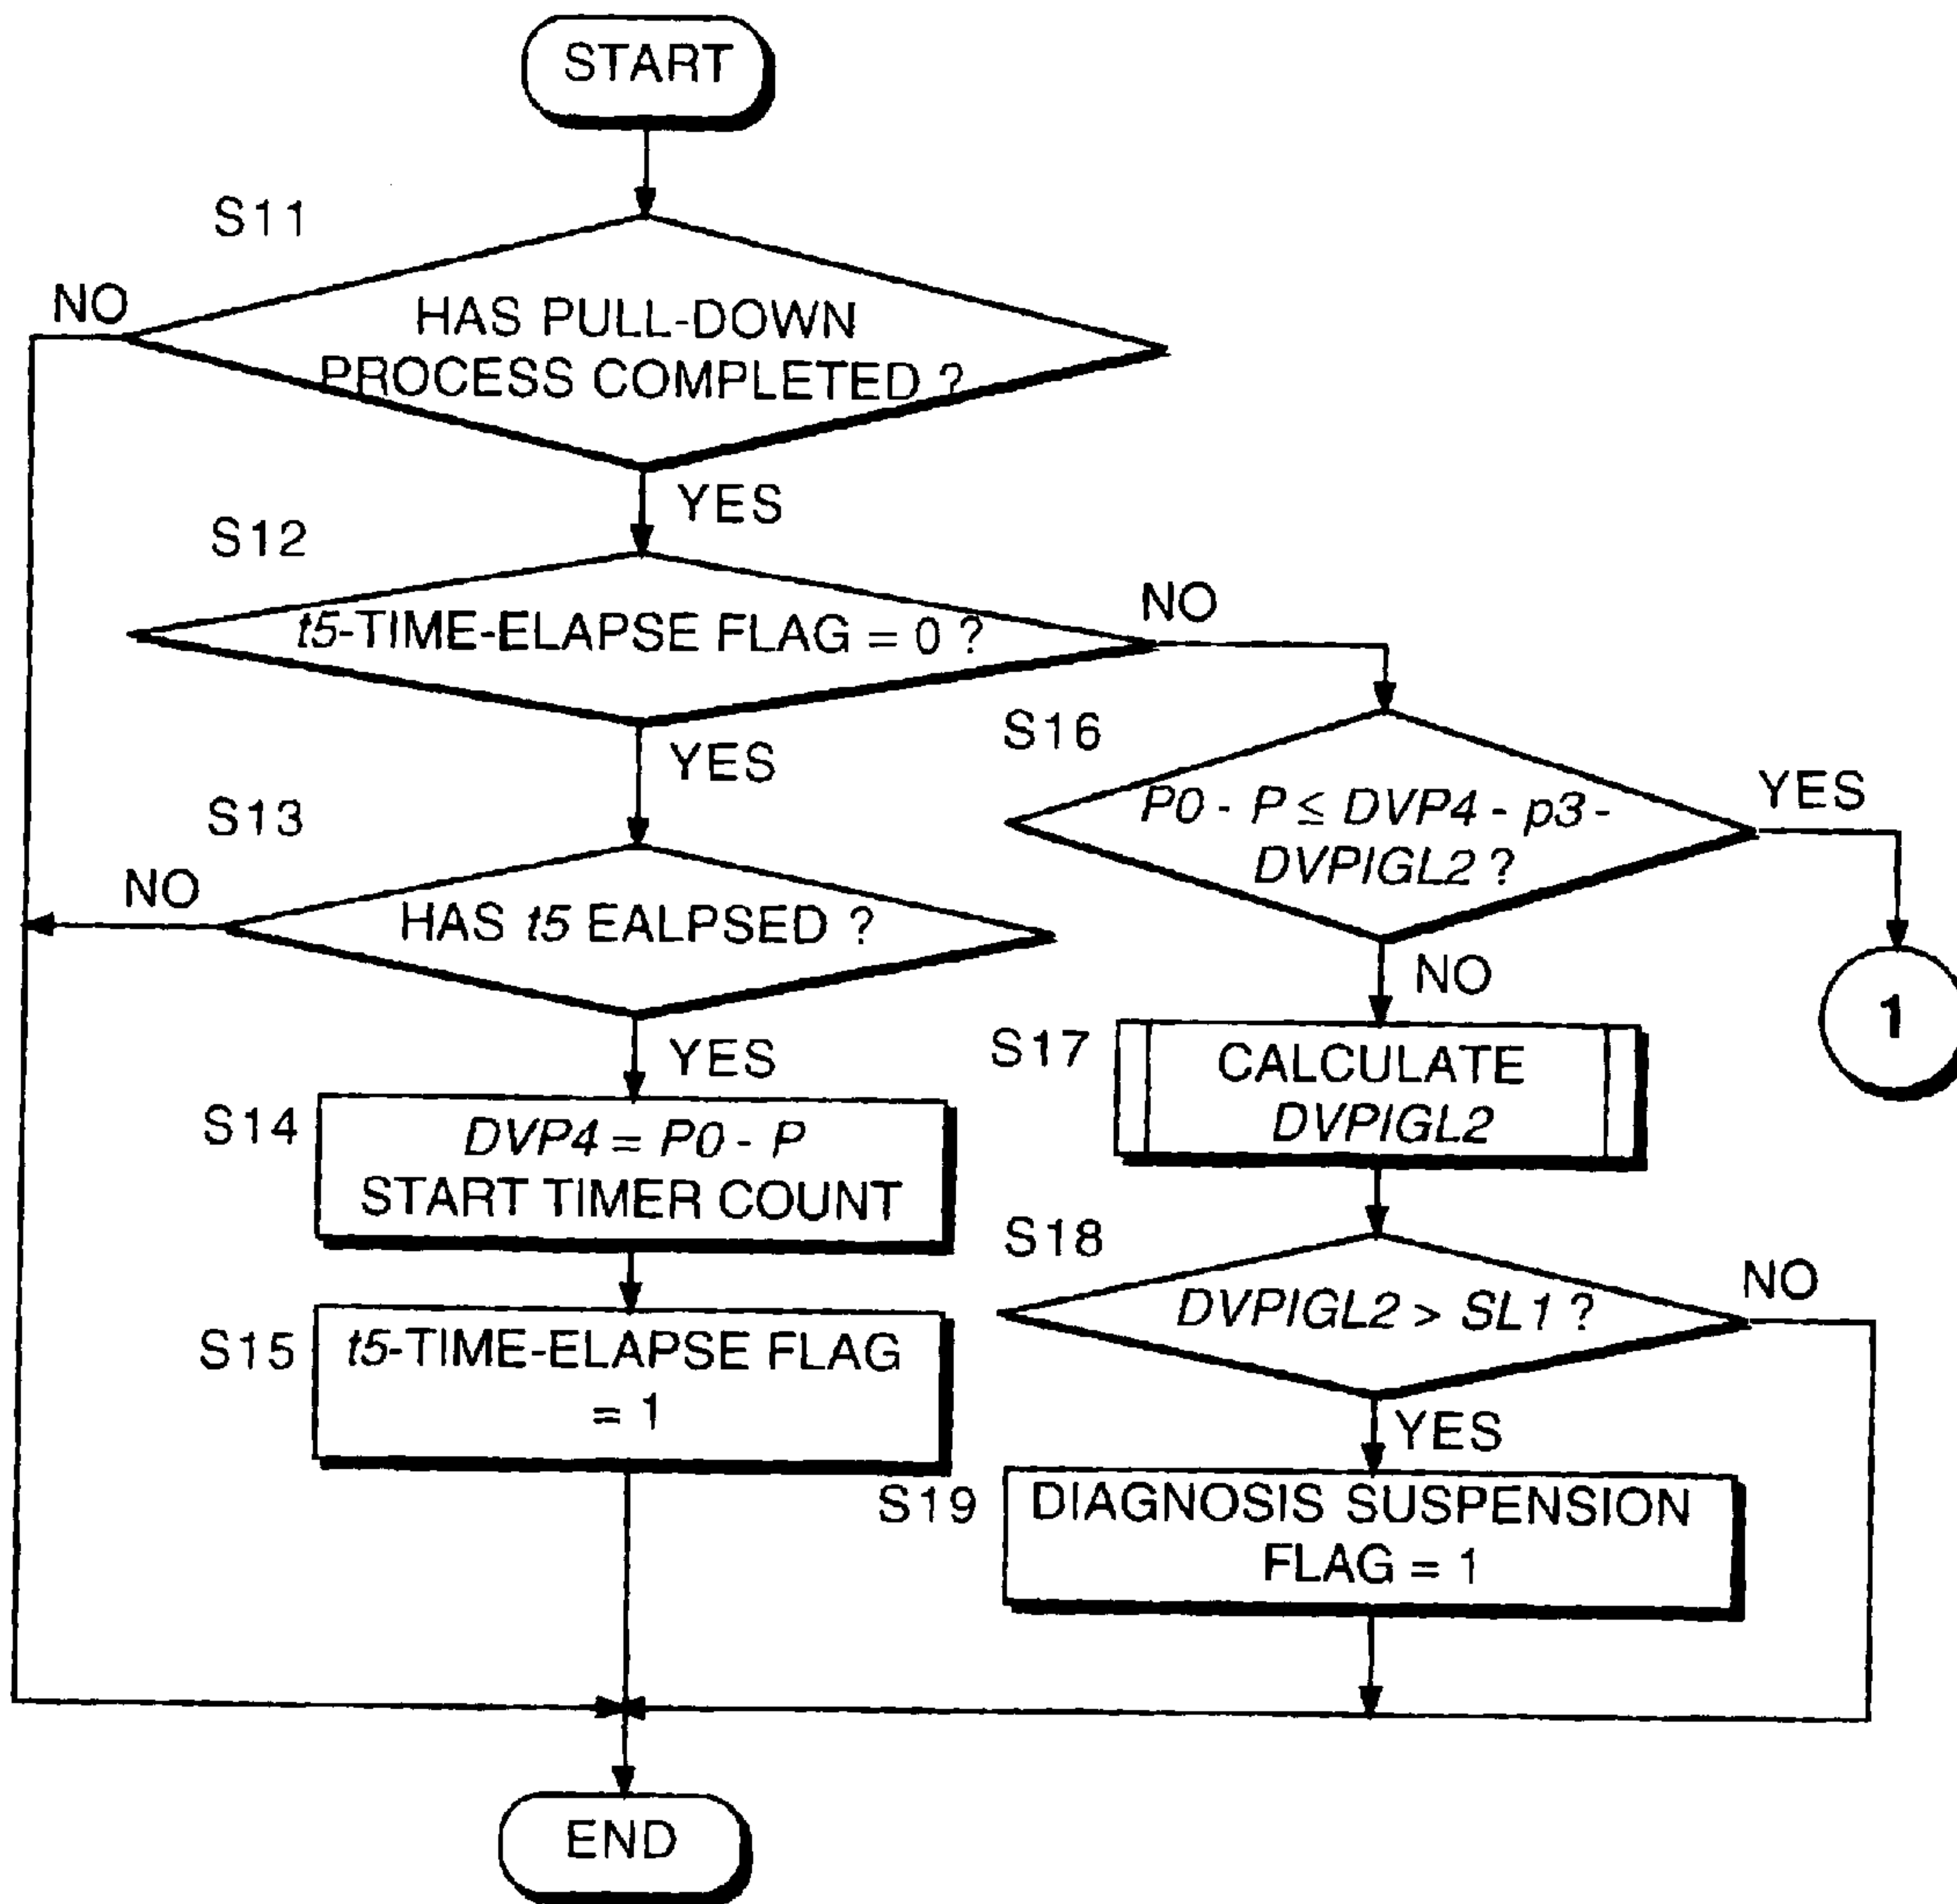 START
S11
NO
HAS PULL-DOWN
PROCESS COMPLETED ?
YES
S12
t5-TIME-ELAPSE FLAG = 0 ?
NO
YES
S13
NO
HAS t5 EALPSED ?
YES
S14
DVP4 = P0 - P
START TIMER COUNT
S15
t5-TIME-ELAPSE FLAG
= 1
S16
P0 - P ≤ DVP4 - p3 -
DVPIGL2 ?
YES
1
NO
S17
CALCULATE
DVPIGL2
S18
DVPIGL2 > SL1 ?
NO
YES
S19
DIAGNOSIS SUSPENSION
FLAG = 1
END